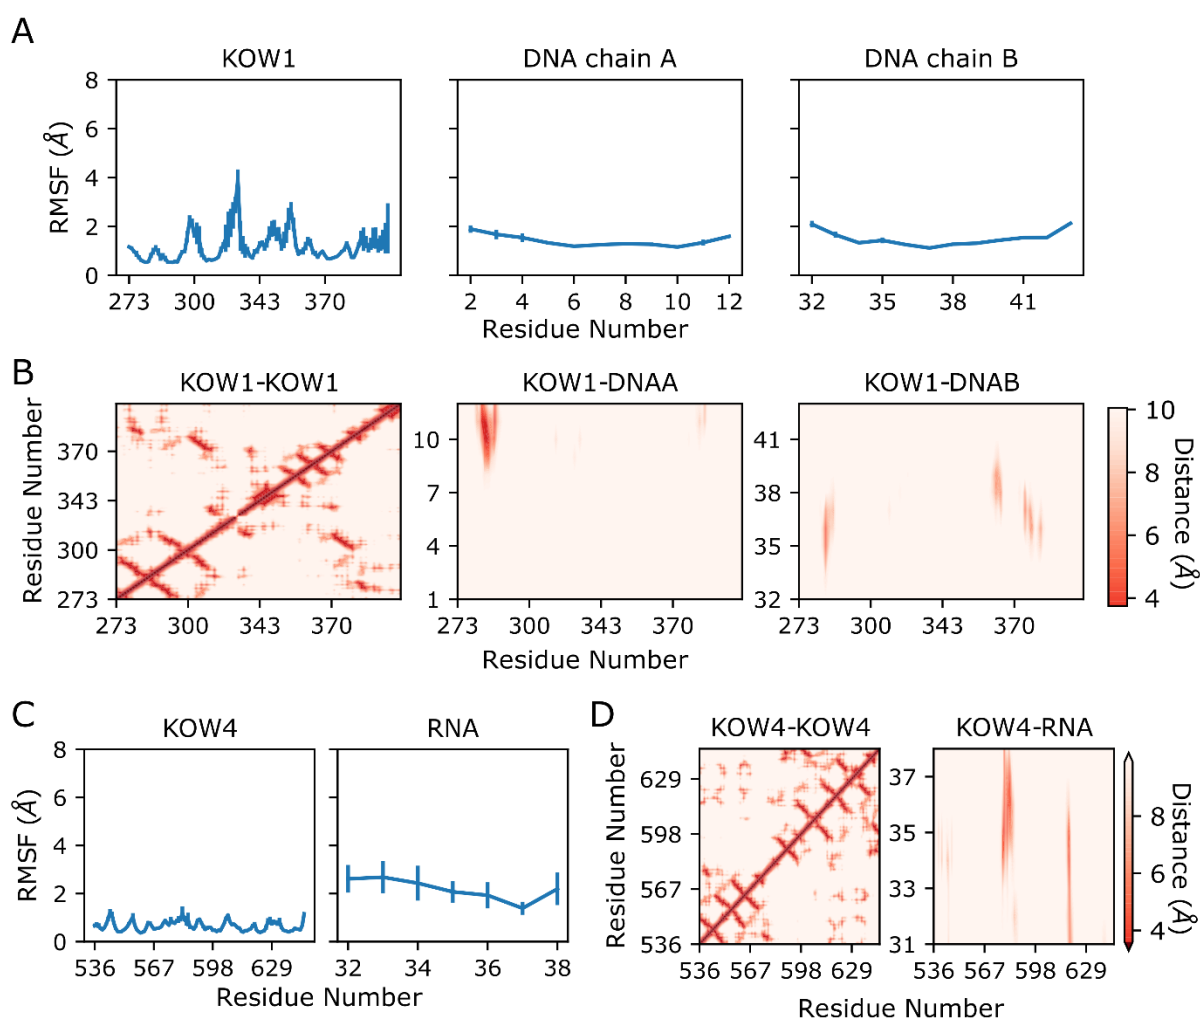 A
KOW1
DNA chain A
DNA chain B
RMSF (Å)
8
6
4
2
0
273 300 343 370
2 4 6 8 10 12
32 35 38 41
Residue Number
B
KOW1-KOW1
KOW1-DNAA
KOW1-DNAB
Residue Number
370
343
300
273
273 300 343 370
10
7
4
1
273 300 343 370
41
38
35
32
273 300 343 370
10
8
6
4
Distance (Å)
Residue Number
C
KOW4
RNA
RMSF (Å)
8
6
4
2
0
536 567 598 629
32 34 36 38
Residue Number
D
KOW4-KOW4
KOW4-RNA
Residue Number
629
598
567
536
536 567 598 629
37
35
33
31
536 567 598 629
8
6
4
Distance (Å)
Residue Number